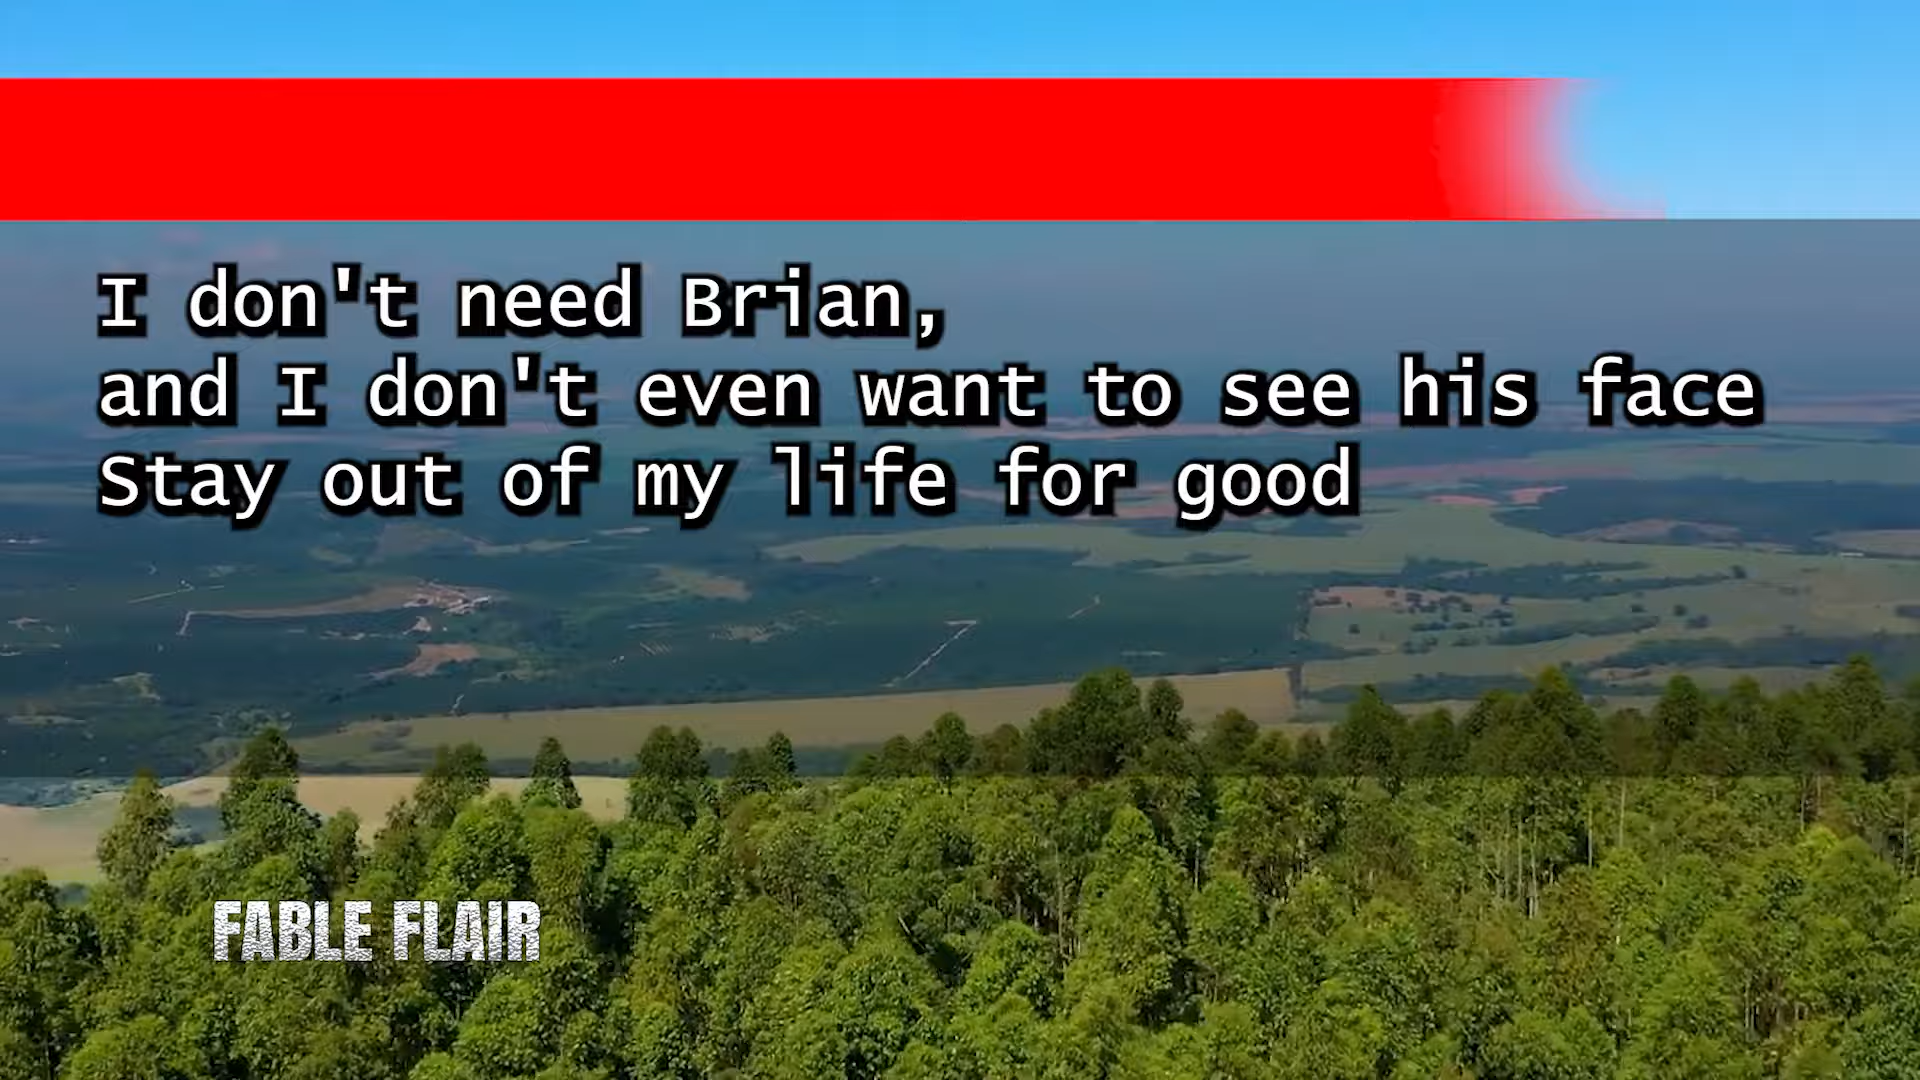 I don't need Brian,
and I don't even want to see his face
Stay out of my life for good
FABLE FLAIR